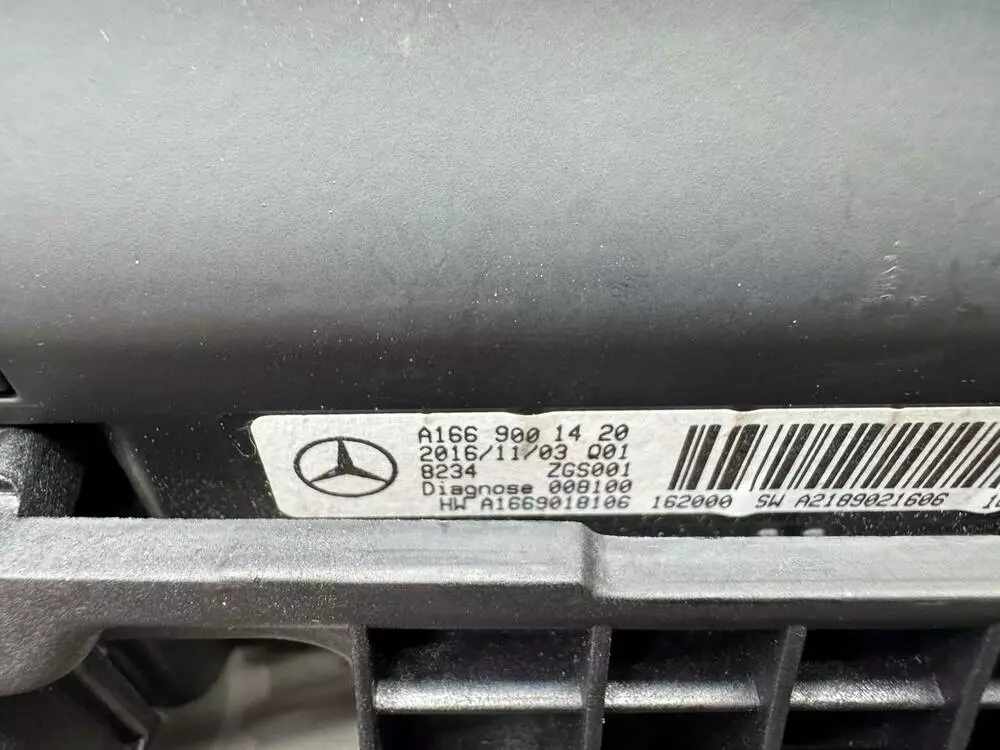 A166 900 14 20
2016/11/03 Q01
8234 ZGS001
Diagnose 008100
HW A1669018106 162000 SW A2189021606